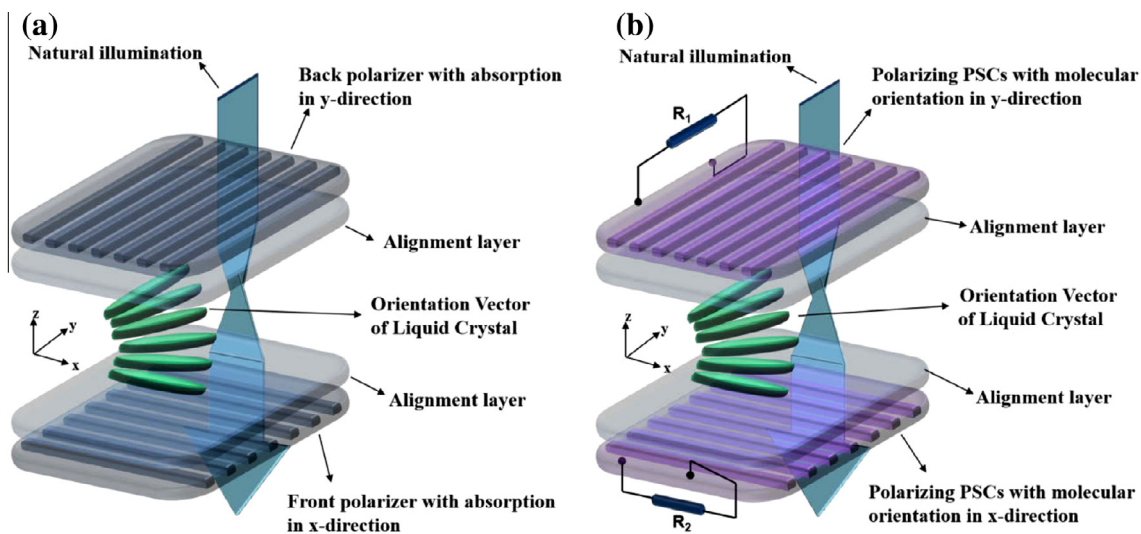 (a)
Natural illumination
Back polarizer with absorption
in y-direction
Alignment layer
Orientation Vector
of Liquid Crystal
z
y
x
Alignment layer
Front polarizer with absorption
in x-direction
(b)
Natural illumination
Polarizing PSCs with molecular
orientation in y-direction
R1
Alignment layer
Orientation Vector
of Liquid Crystal
z
y
x
Alignment layer
Polarizing PSCs with molecular
orientation in x-direction
R2